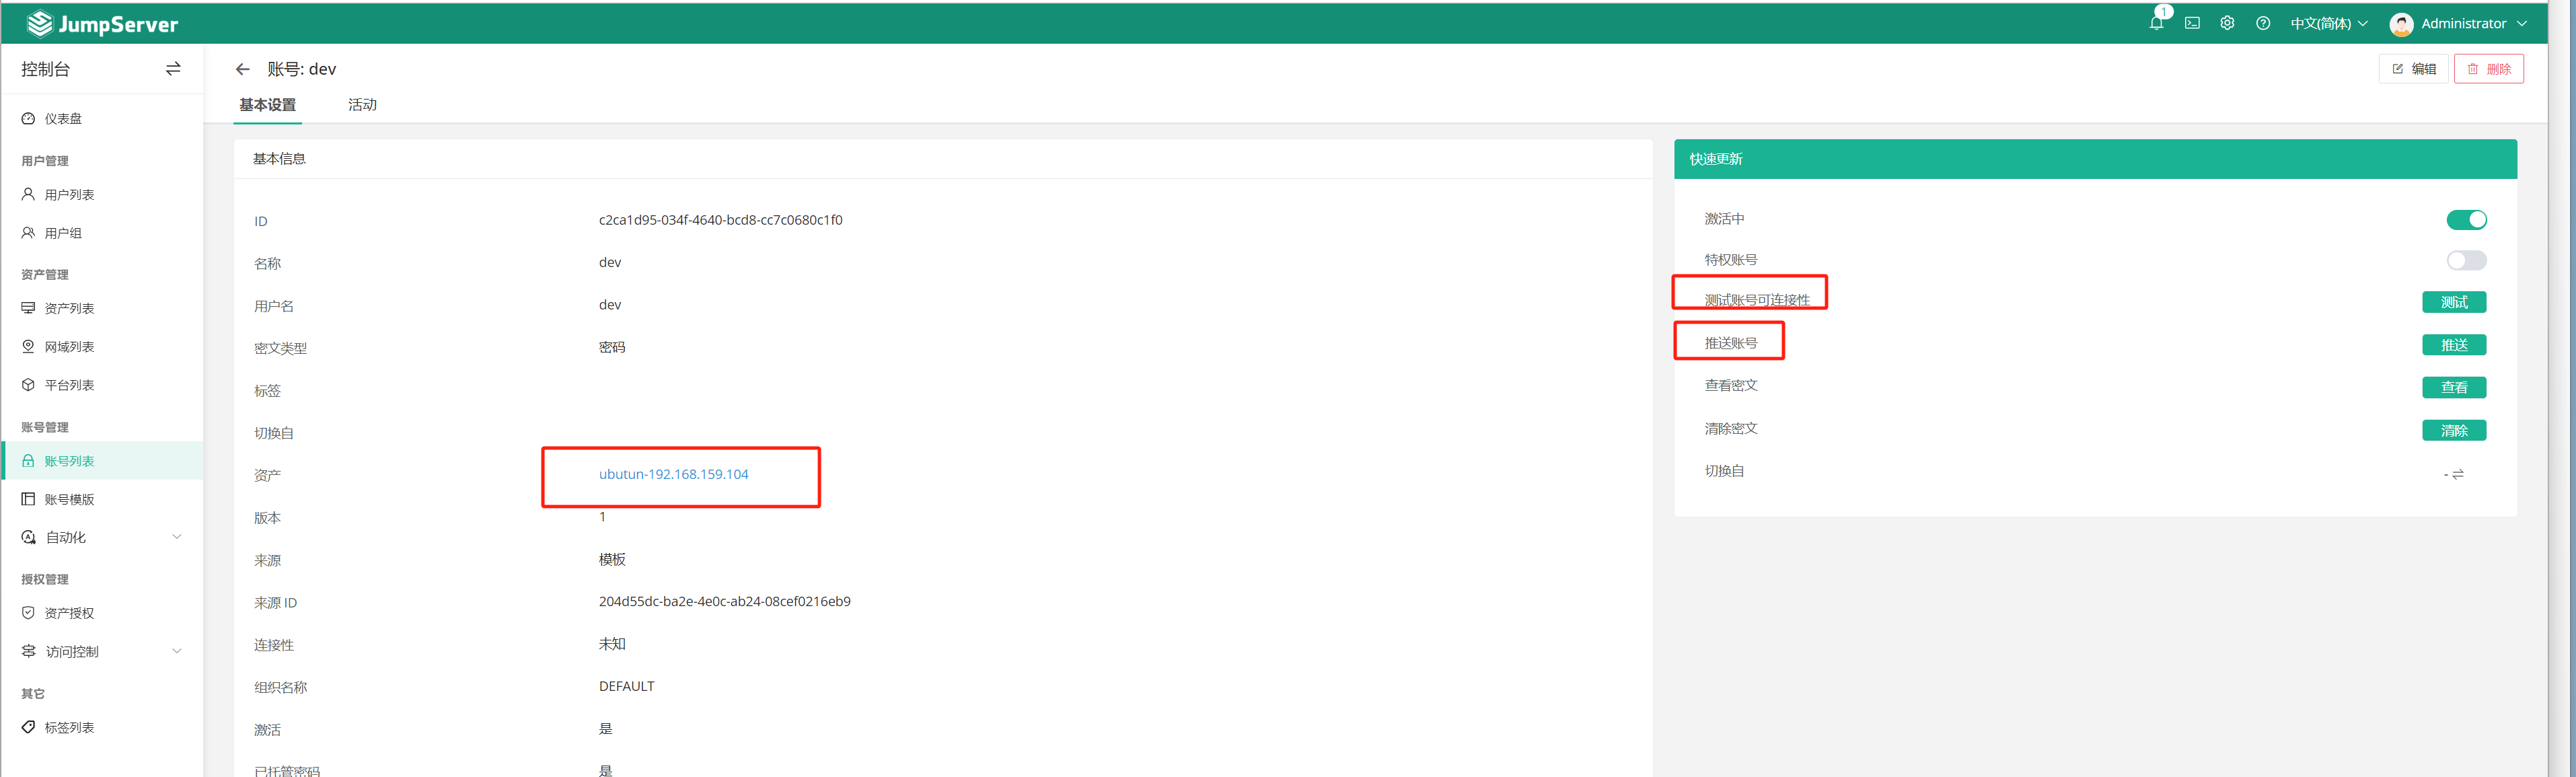 JumpServer
1
中文(简体)
Administrator
控制台
账号: dev
编辑
删除
基本设置
活动
仪表盘
用户管理
用户列表
用户组
资产管理
资产列表
网域列表
平台列表
账号管理
账号列表
账号模版
自动化
授权管理
资产授权
访问控制
其它
标签列表
基本信息
ID
c2ca1d95-034f-4640-bcd8-cc7c0680c1f0
名称
dev
用户名
dev
密文类型
密码
标签
切换自
资产
ubutun-192.168.159.104
版本
1
来源
模板
来源 ID
204d55dc-ba2e-4e0c-ab24-08cef0216eb9
连接性
未知
组织名称
DEFAULT
激活
是
已托管密码
是
快速更新
激活中
特权账号
测试账号可连接性
测试
推送账号
推送
查看密文
查看
清除密文
清除
切换自
-